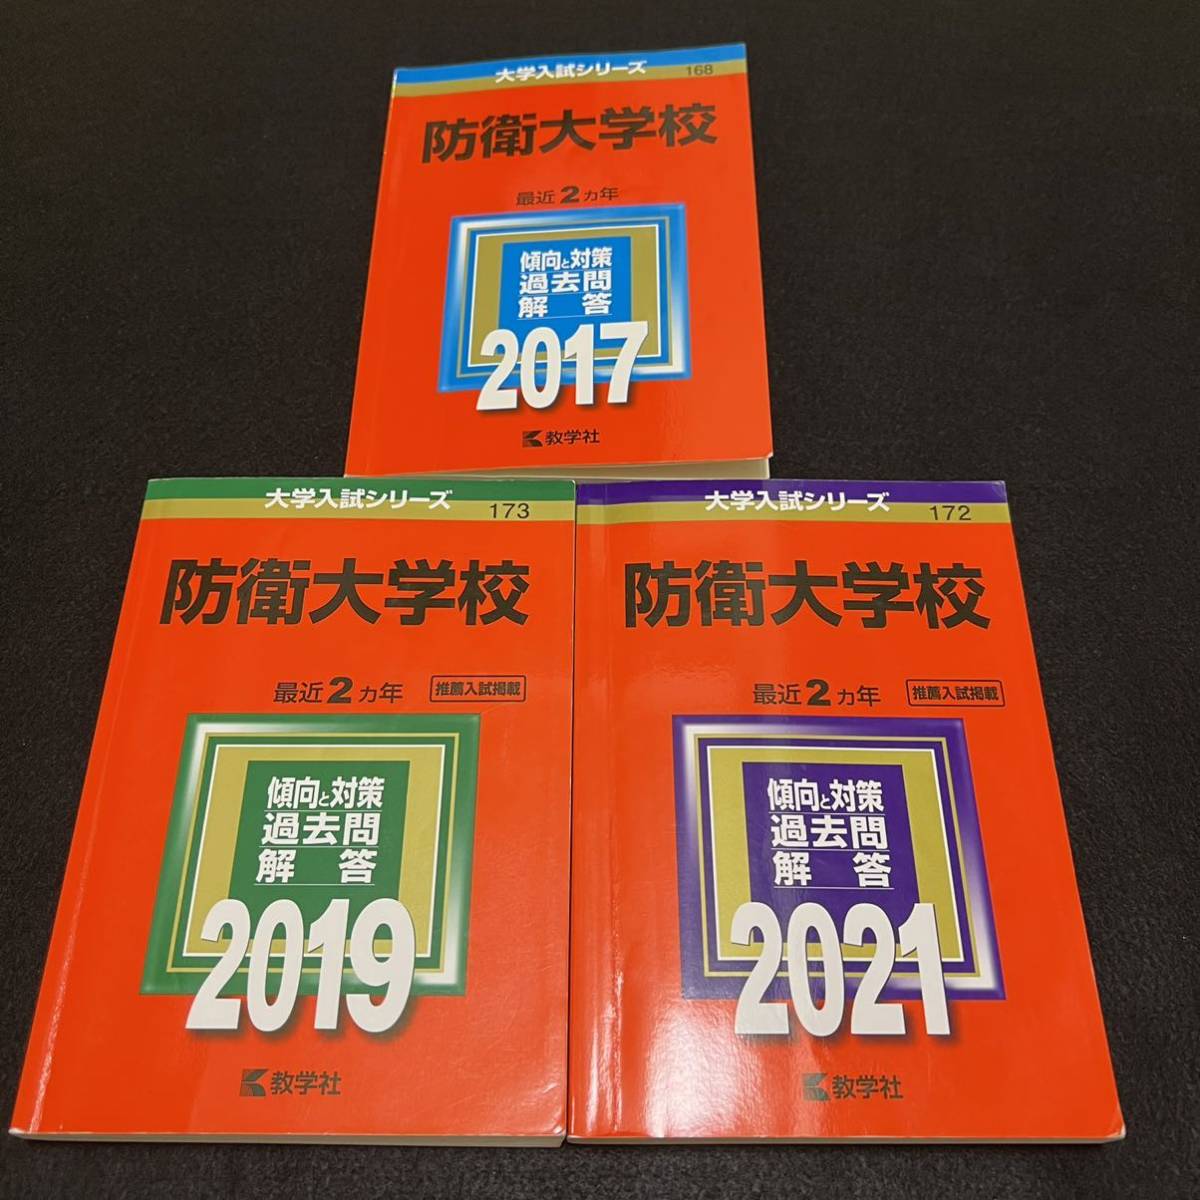 大学入試シリーズ
168
防衛大学校
最近2ヵ年
傾向と対策
過去問
解答
2017
教学社
大学入試シリーズ
173
防衛大学校
最近2ヵ年
推薦入試掲載
傾向と対策
過去問
解答
2019
教学社
大学入試シリーズ
172
防衛大学校
最近2ヵ年
推薦入試掲載
傾向と対策
過去問
解答
2021
教学社